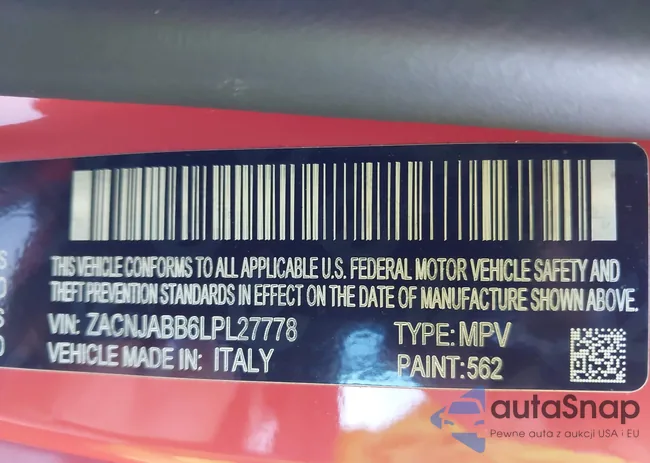 THIS VEHICLE CONFORMS TO ALL APPLICABLE U.S. FEDERAL MOTOR VEHICLE SAFETY AND
THEFT PREVENTION STANDARDS IN EFFECT ON THE DATE OF MANUFACTURE SHOWN ABOVE.
VIN: ZACNJABB6LPL27778 TYPE: MPV
VEHICLE MADE IN: ITALY PAINT: 562
autaSnap
Pewne auta z aukcji USA i EU